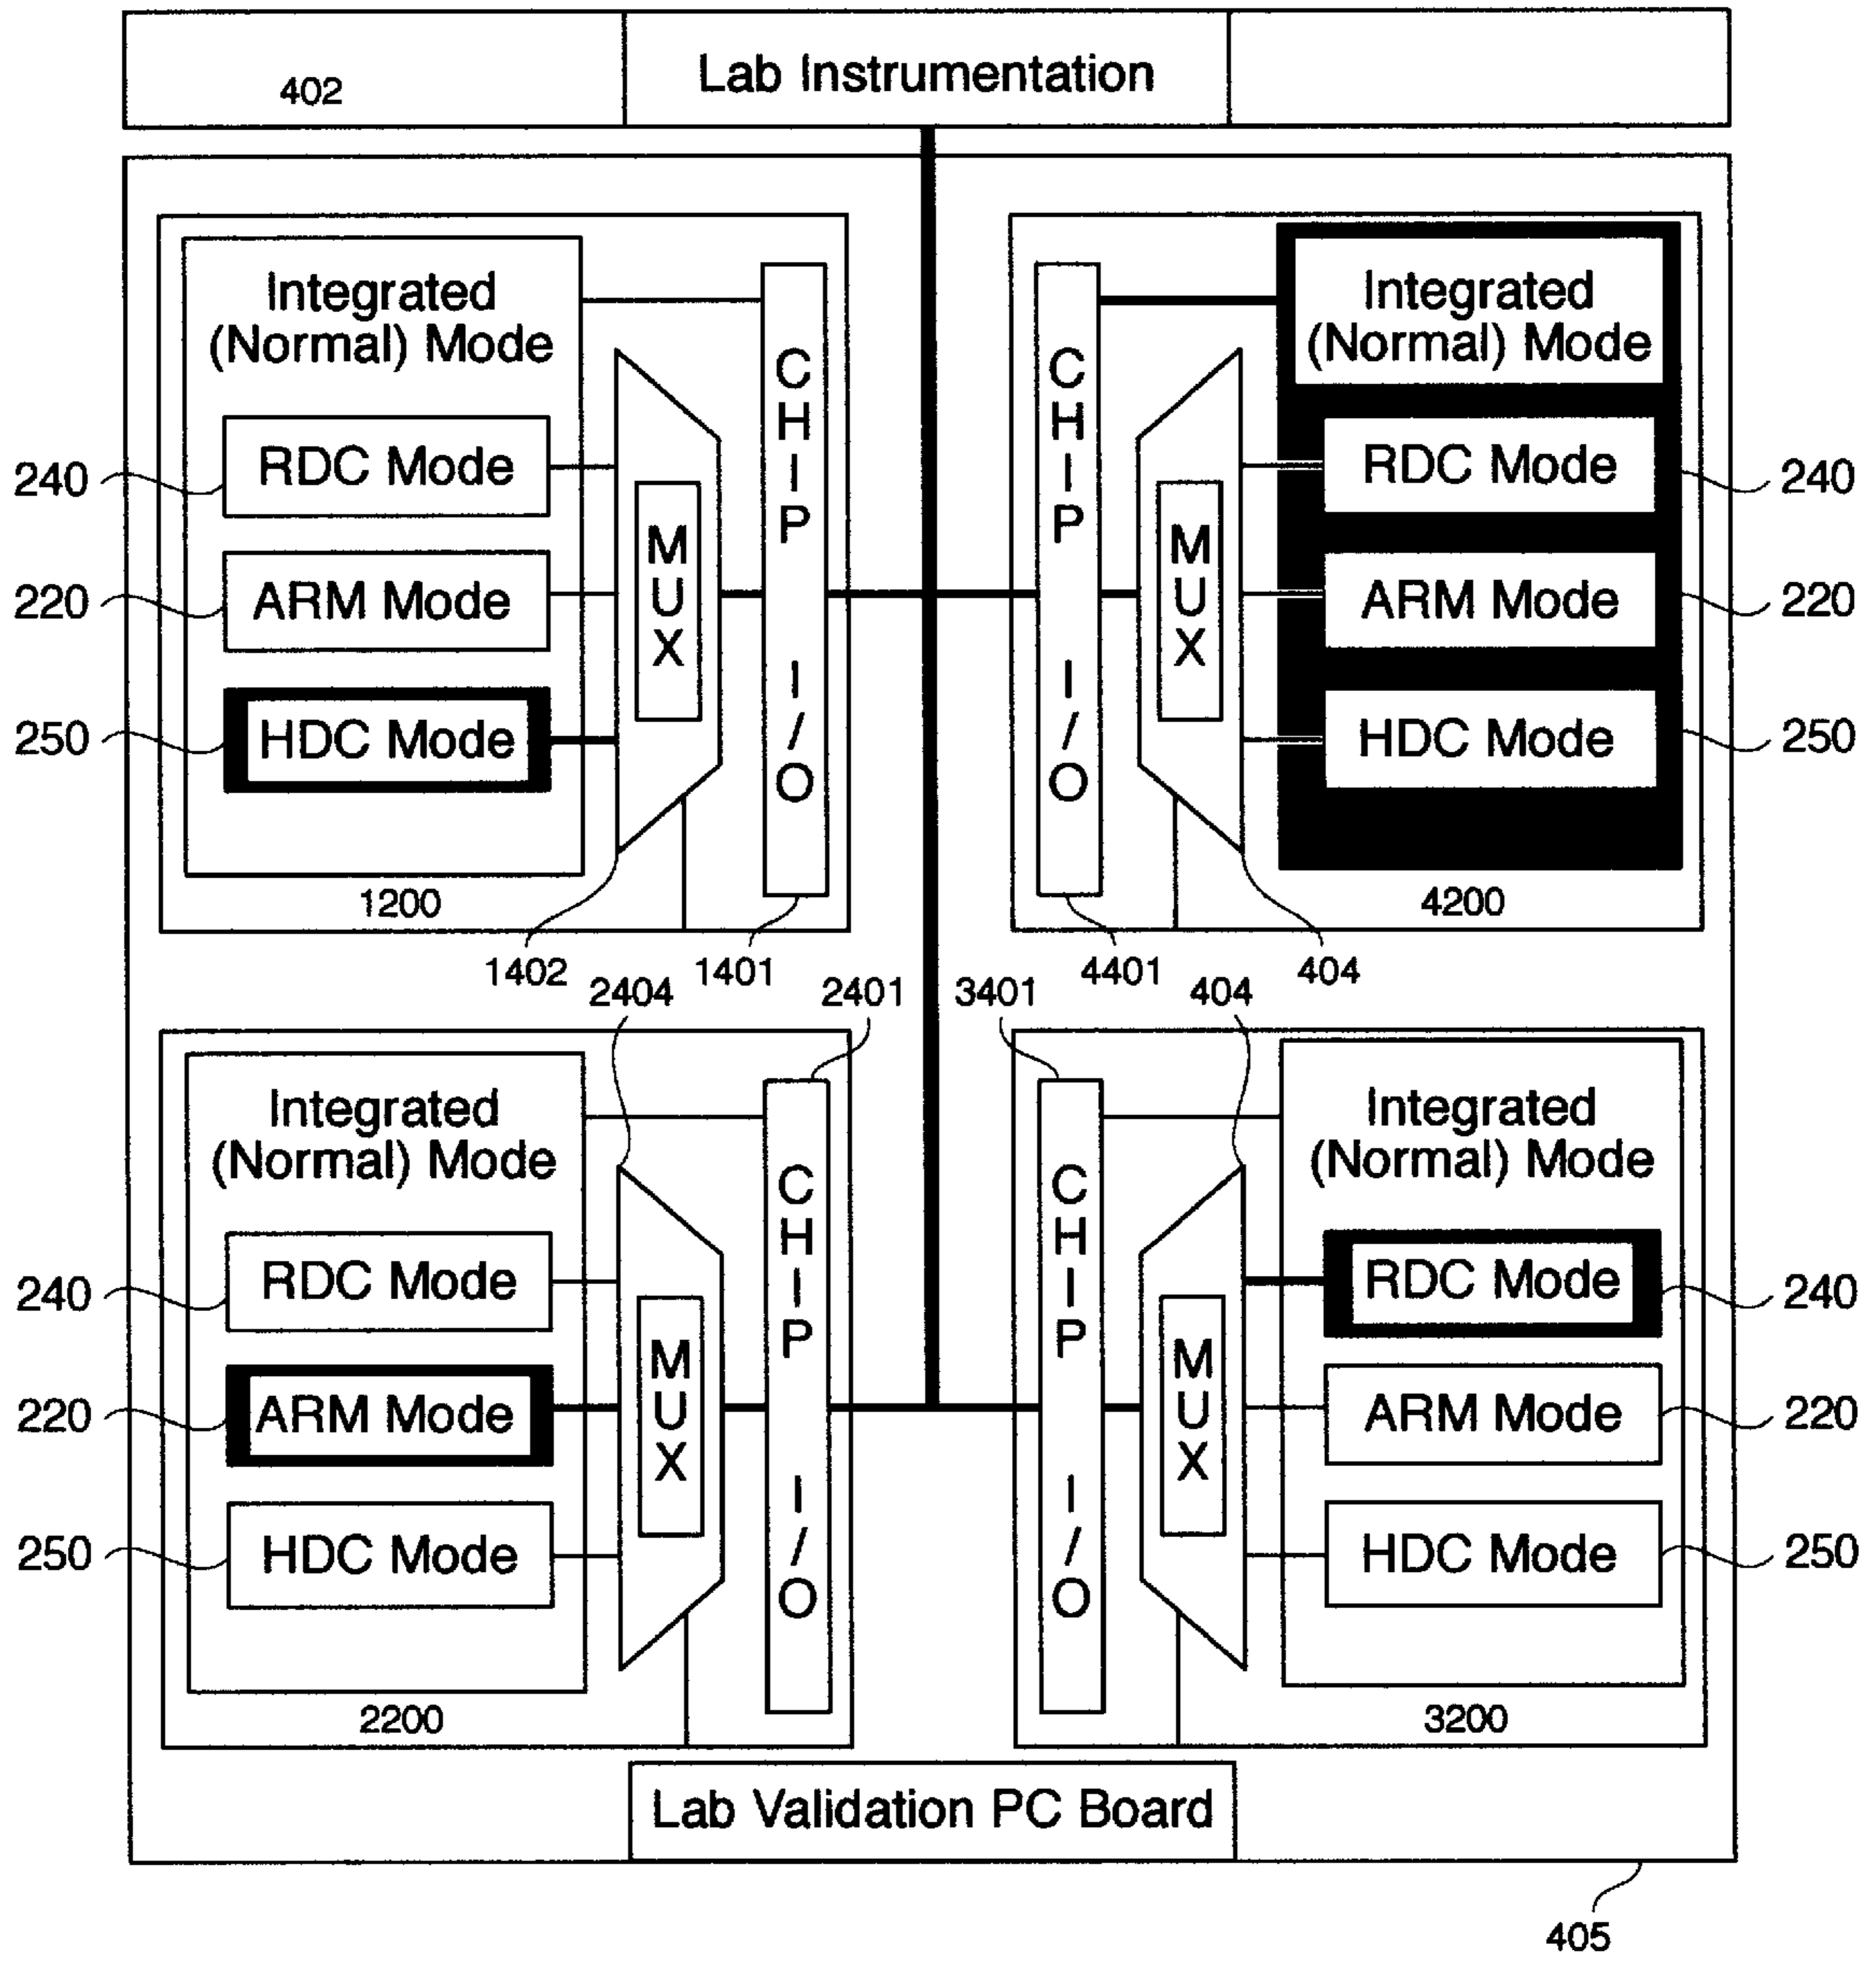 402
Lab Instrumentation
Integrated
(Normal) Mode
RDC Mode
ARM Mode
HDC Mode
240
220
250
MUX
CHIP I/O
1200
1402
1401
Integrated
(Normal) Mode
RDC Mode
ARM Mode
HDC Mode
240
220
250
MUX
CHIP I/O
4200
4401
404
2404
2401
3401
404
Integrated
(Normal) Mode
RDC Mode
ARM Mode
HDC Mode
240
220
250
MUX
CHIP I/O
2200
Integrated
(Normal) Mode
RDC Mode
ARM Mode
HDC Mode
240
220
250
MUX
CHIP I/O
3200
Lab Validation PC Board
405